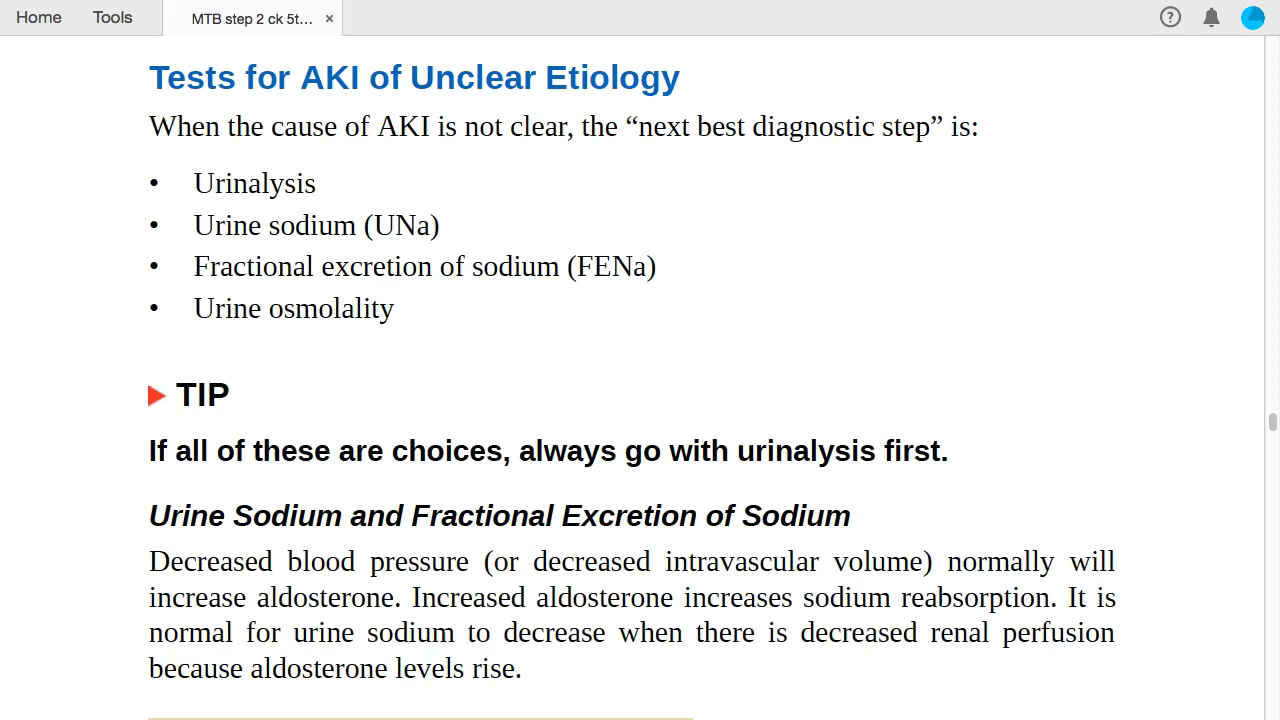 Home Tools MTB step 2 ck 5t... ×
Tests for AKI of Unclear Etiology
When the cause of AKI is not clear, the “next best diagnostic step” is:
• Urinalysis
• Urine sodium (UNa)
• Fractional excretion of sodium (FENa)
• Urine osmolality
TIP
If all of these are choices, always go with urinalysis first.
Urine Sodium and Fractional Excretion of Sodium
Decreased blood pressure (or decreased intravascular volume) normally will
increase aldosterone. Increased aldosterone increases sodium reabsorption. It is
normal for urine sodium to decrease when there is decreased renal perfusion
because aldosterone levels rise.